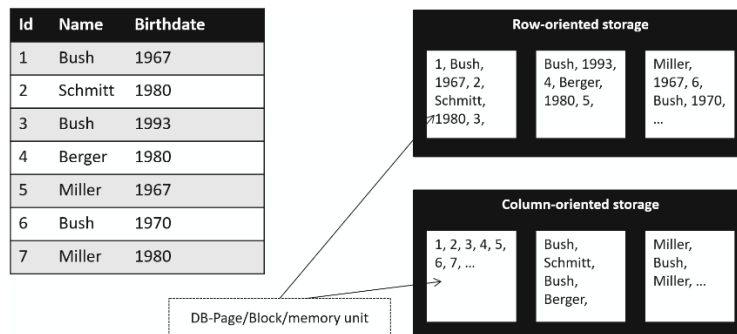 Id Name Birthdate
1 Bush 1967
2 Schmitt 1980
3 Bush 1993
4 Berger 1980
5 Miller 1967
6 Bush 1970
7 Miller 1980
Row-oriented storage
1, Bush,
1967, 2,
Schmitt,
1980, 3,
Bush, 1993,
4, Berger,
1980, 5,
Miller,
1967, 6,
Bush, 1970,
...
Column-oriented storage
1, 2, 3, 4, 5,
6, 7, ...
Bush,
Schmitt,
Bush,
Berger,
Miller,
Bush,
Miller, ...
DB-Page/Block/memory unit